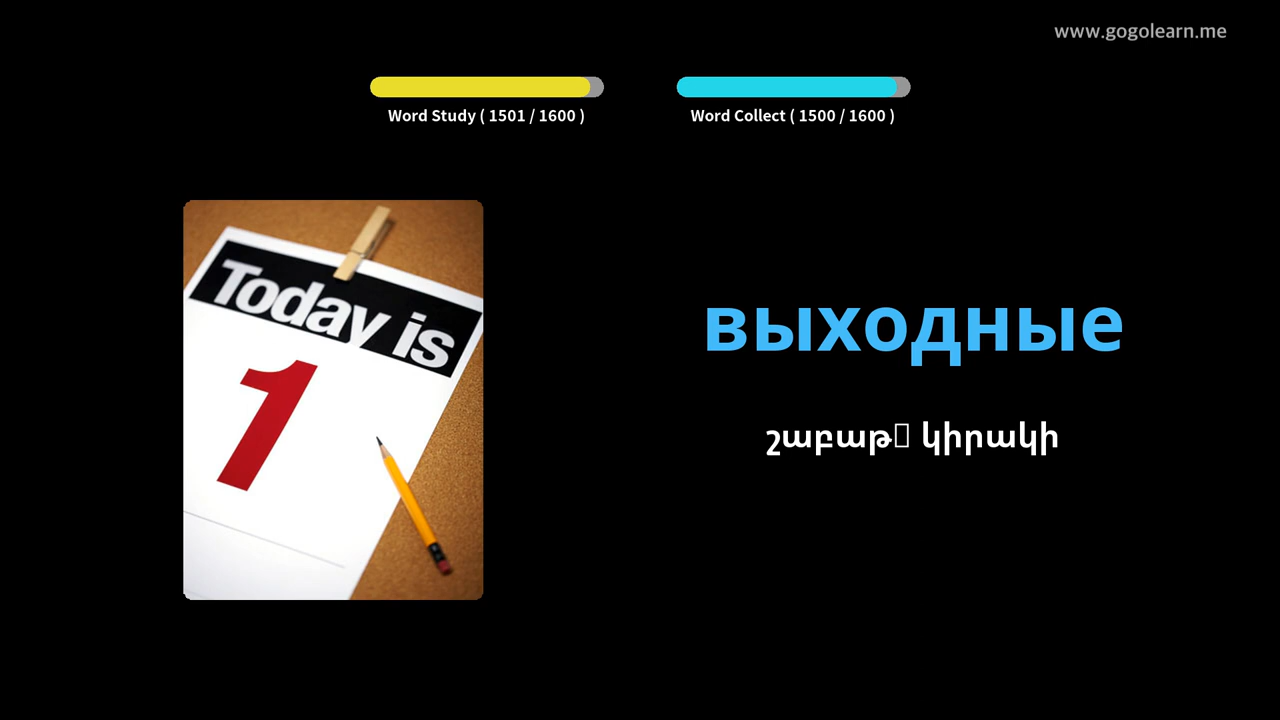 www.gogolearn.me
Word Study ( 1501 / 1600 )
Word Collect ( 1500 / 1600 )
Today is
1
выходные
շաբաթ▯ կիրակի